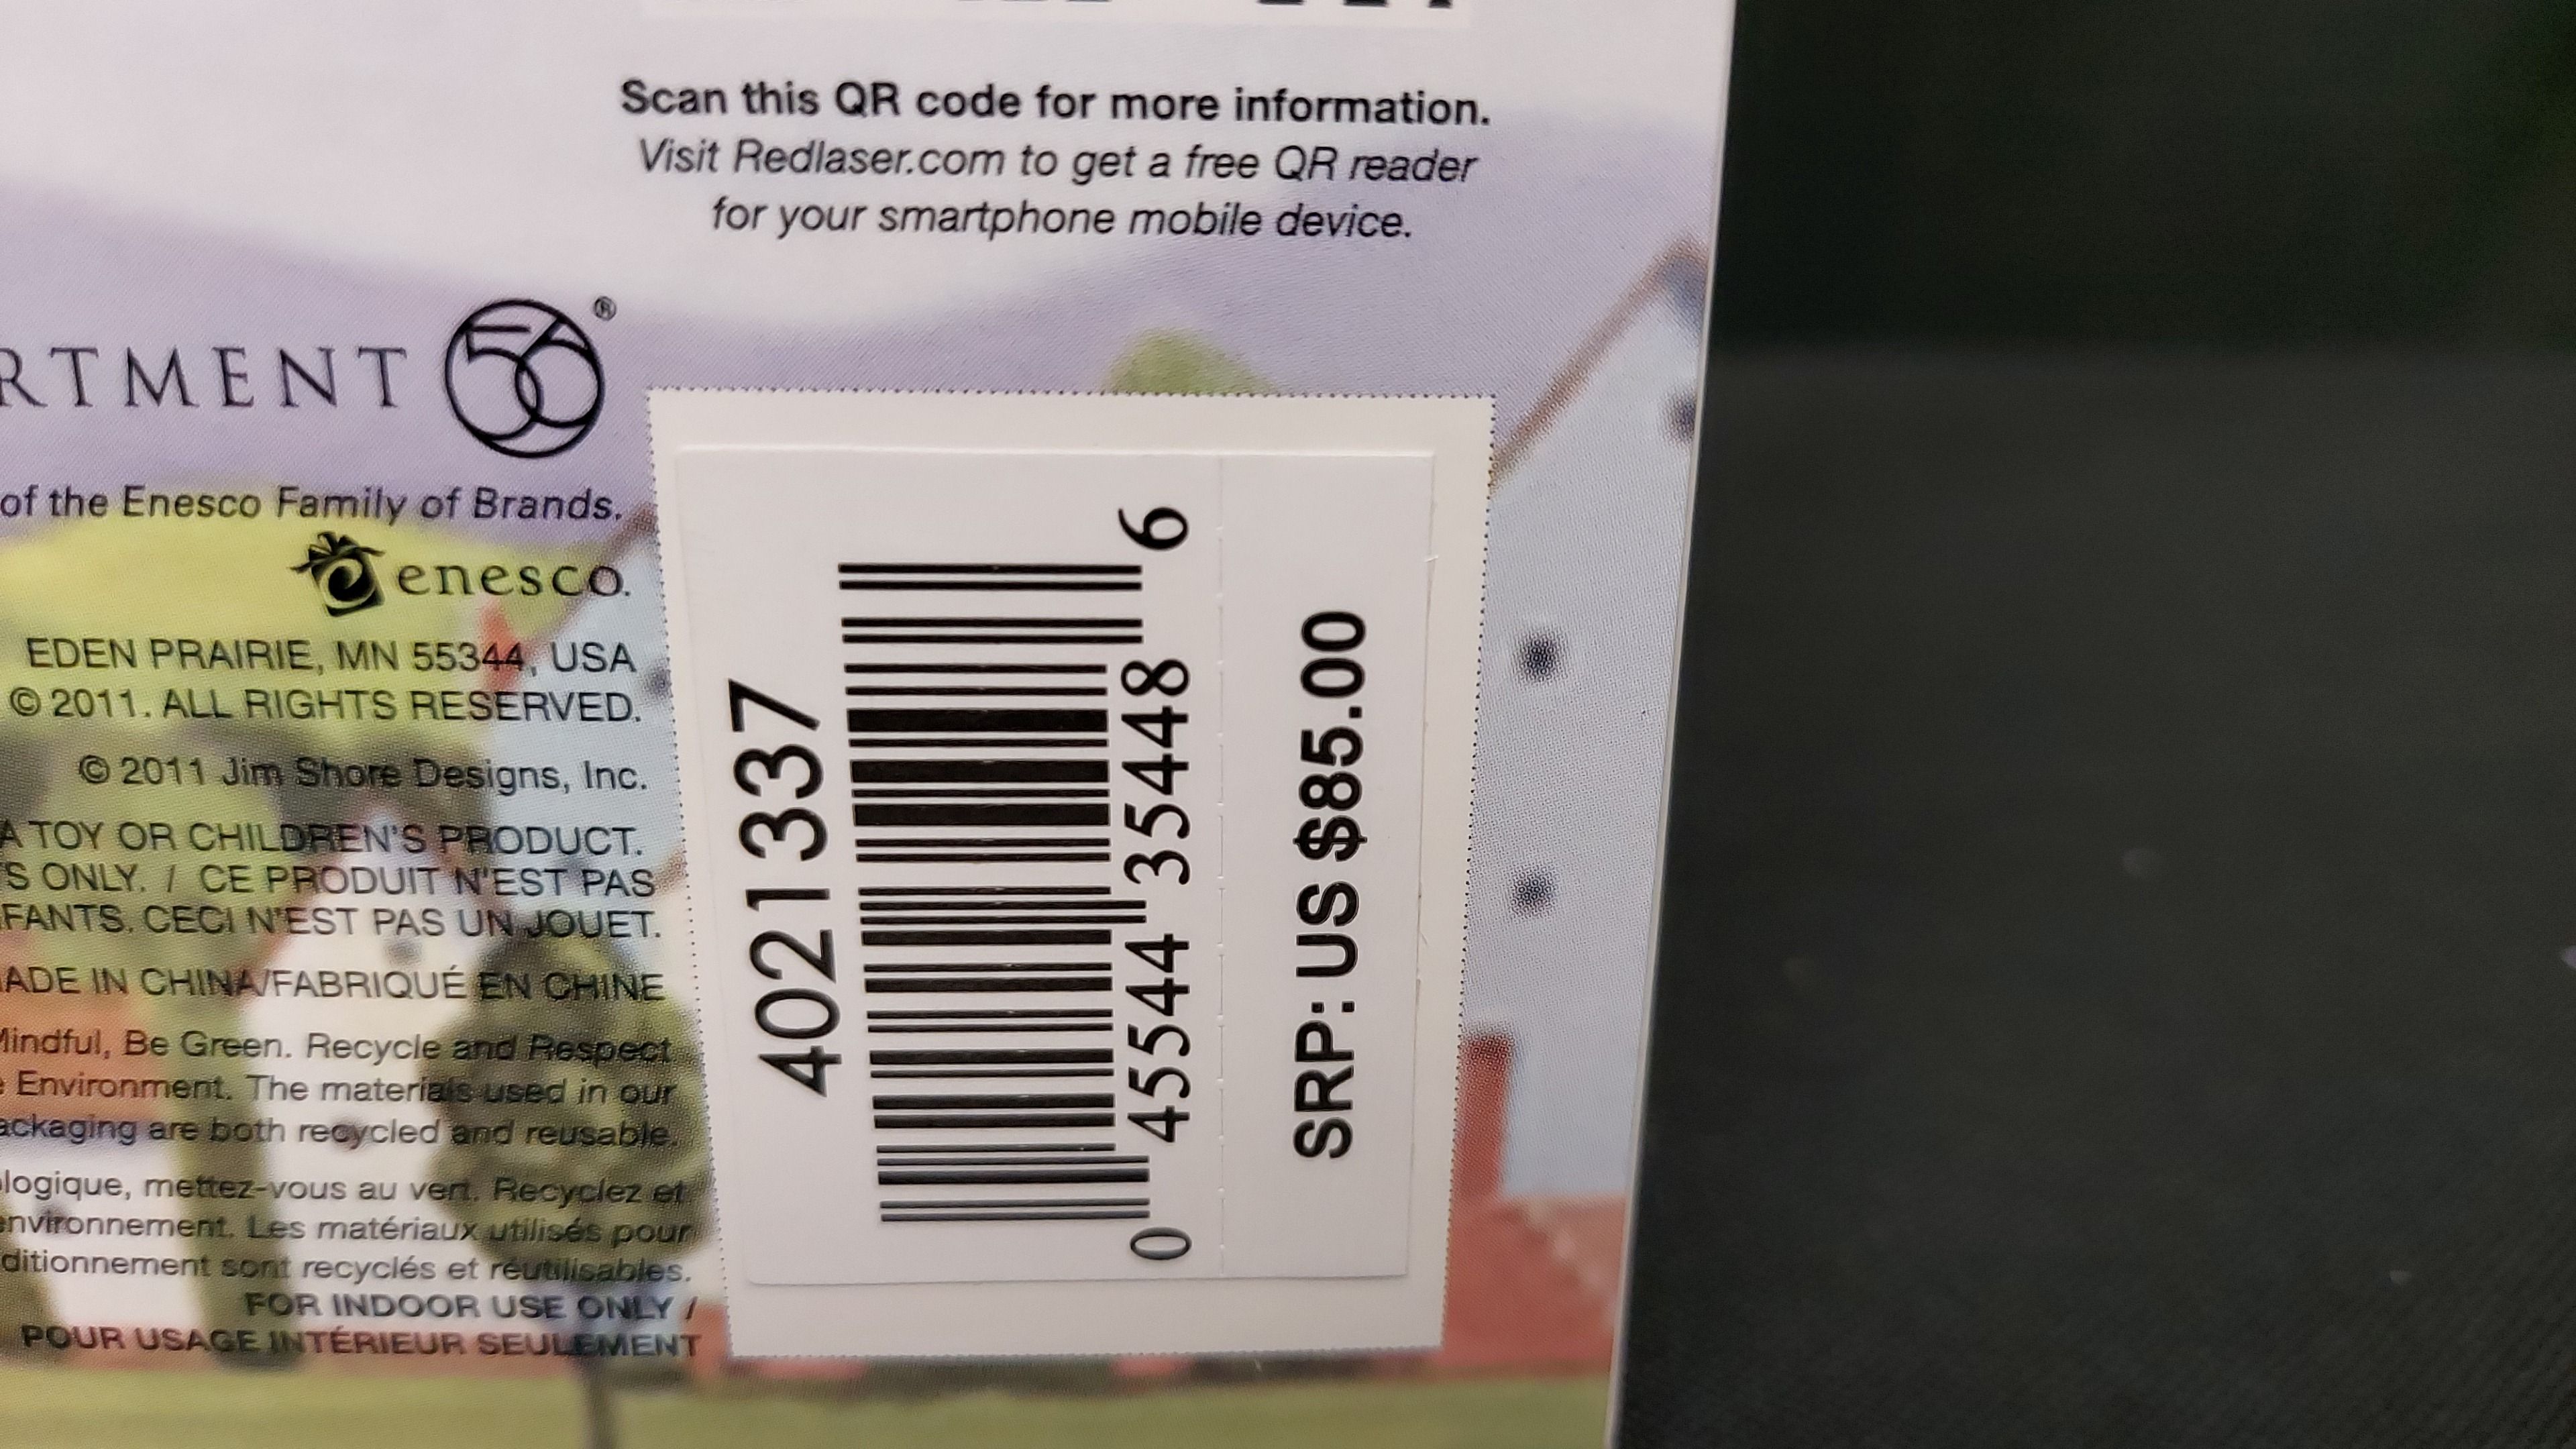 Scan this QR code for more information.
Visit Redlaser.com to get a free QR reader
for your smartphone mobile device.
RTMENT 56®
of the Enesco Family of Brands.
enesco.
EDEN PRAIRIE, MN 55344, USA
© 2011. ALL RIGHTS RESERVED.
© 2011 Jim Shore Designs, Inc.
A TOY OR CHILDREN'S PRODUCT.
S ONLY. / CE PRODUIT N'EST PAS
FANTS. CECI N'EST PAS UN JOUET.
ADE IN CHINA/FABRIQUÉ EN CHINE
Mindful, Be Green. Recycle and Respect
e Environment. The materials used in our
ackaging are both recycled and reusable.
logique, mettez-vous au vert. Recyclez et
nvironnement. Les matériaux utilisés pour
ditionnement sont recyclés et réutilisables.
FOR INDOOR USE ONLY /
POUR USAGE INTÉRIEUR SEULEMENT
4021337
0 45544 35448 6
SRP: US $85.00